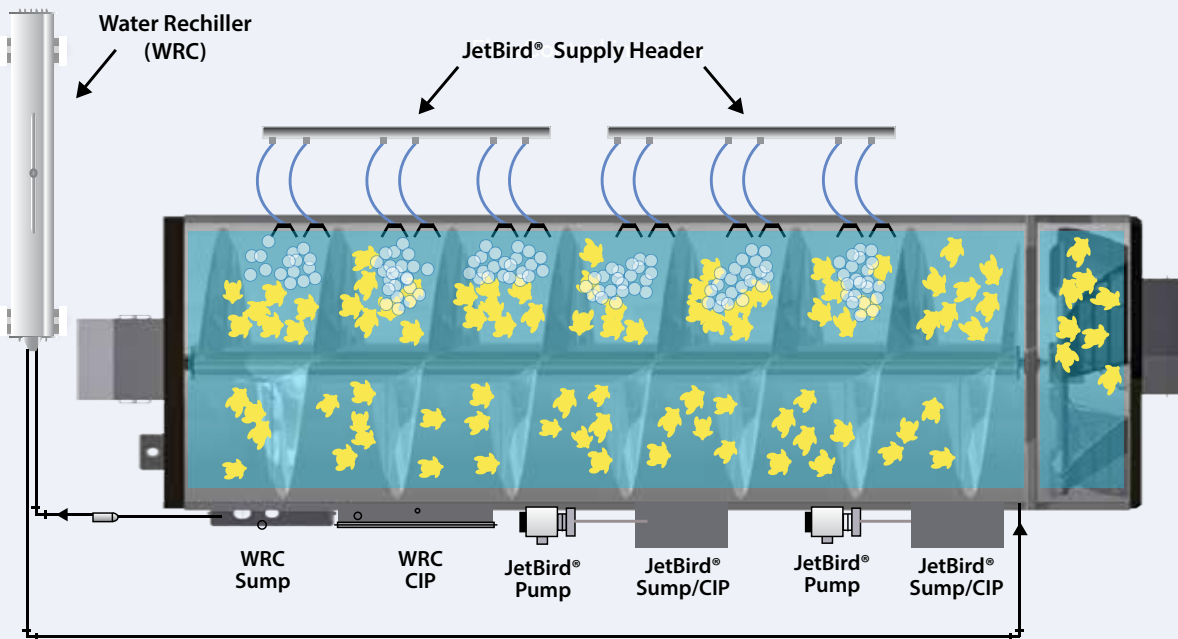 Water Rechiller
(WRC)
JetBird® Supply Header
WRC
Sump
WRC
CIP
JetBird®
Pump
JetBird®
Sump/CIP
JetBird®
Pump
JetBird®
Sump/CIP